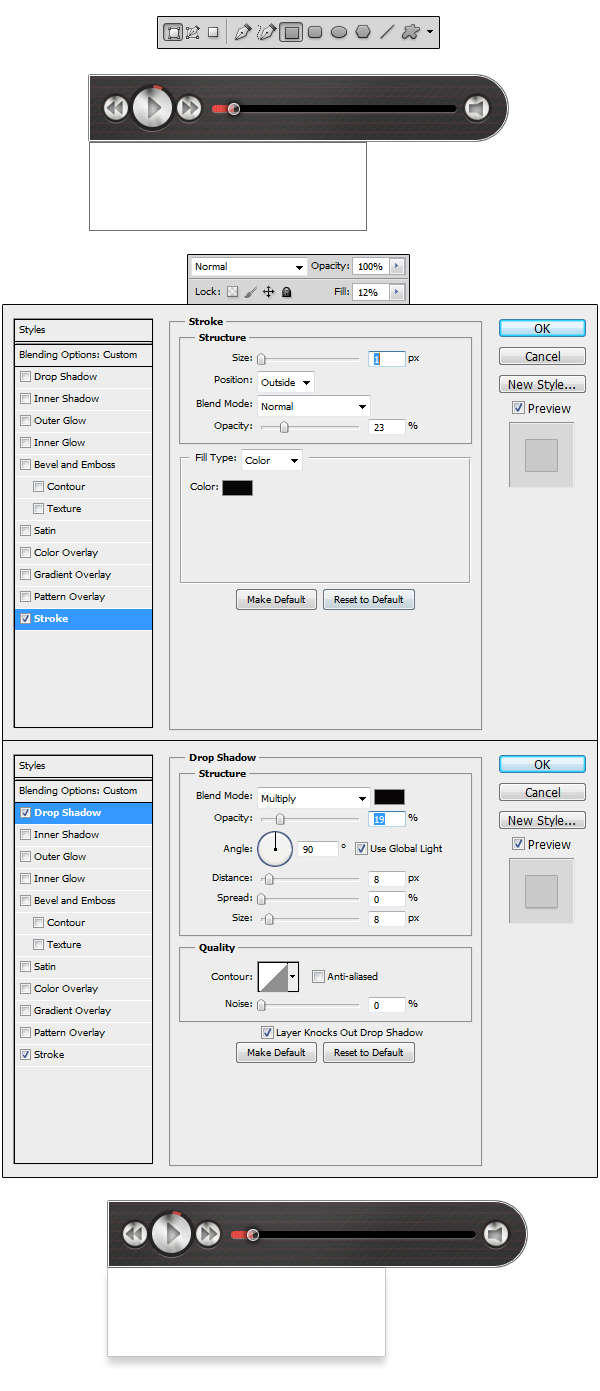 Normal Opacity: 100%
Lock: Fill: 12%
Styles
Blending Options: Custom
Drop Shadow
Inner Shadow
Outer Glow
Inner Glow
Bevel and Emboss
Contour
Texture
Satin
Color Overlay
Gradient Overlay
Pattern Overlay
Stroke
Stroke
Structure
Size: 1 px
Position: Outside
Blend Mode: Normal
Opacity: 23 %
Fill Type: Color
Color:
Make Default Reset to Default
OK
Cancel
New Style...
Preview
Styles
Blending Options: Custom
Drop Shadow
Inner Shadow
Outer Glow
Inner Glow
Bevel and Emboss
Contour
Texture
Satin
Color Overlay
Gradient Overlay
Pattern Overlay
Stroke
Drop Shadow
Structure
Blend Mode: Multiply
Opacity: 19 %
Angle: 90 ° Use Global Light
Distance: 8 px
Spread: 0 %
Size: 8 px
Quality
Contour: Anti-aliased
Noise: 0 %
Layer Knocks Out Drop Shadow
Make Default Reset to Default
OK
Cancel
New Style...
Preview